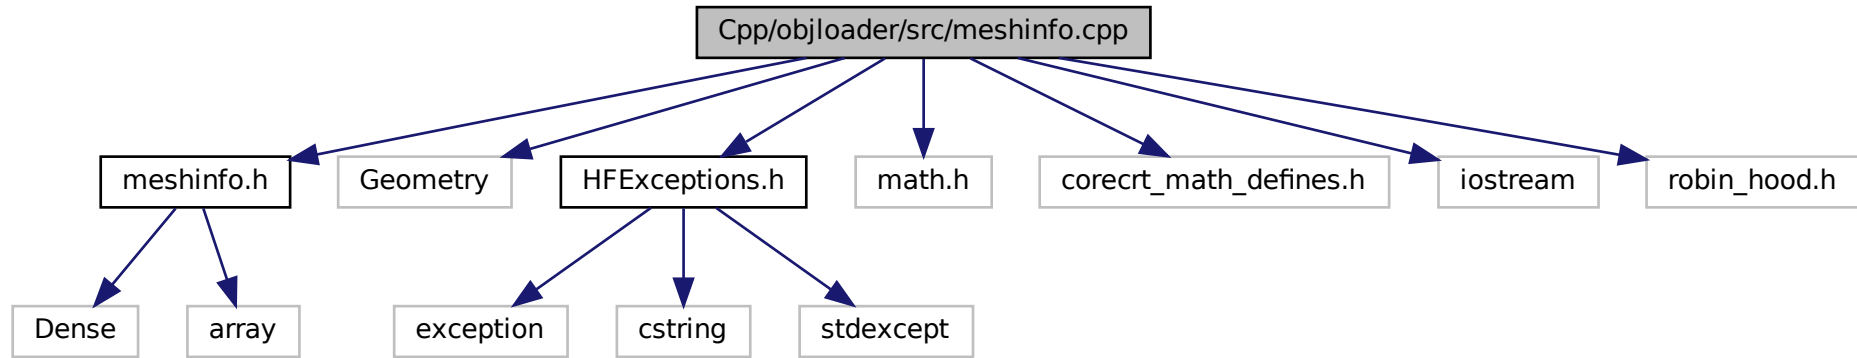 Cpp/objloader/src/meshinfo.cpp
meshinfo.h
Geometry
HFExceptions.h
math.h
corecrt_math_defines.h
iostream
robin_hood.h
Dense
array
exception
cstring
stdexcept